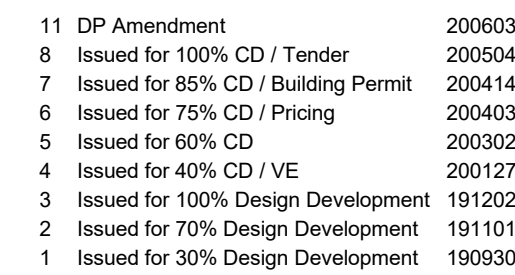 11 DP Amendment 200603
8 Issued for 100% CD / Tender 200504
7 Issued for 85% CD / Building Permit 200414
6 Issued for 75% CD / Pricing 200403
5 Issued for 60% CD 200302
4 Issued for 40% CD / VE 200127
3 Issued for 100% Design Development 191202
2 Issued for 70% Design Development 191101
1 Issued for 30% Design Development 190930